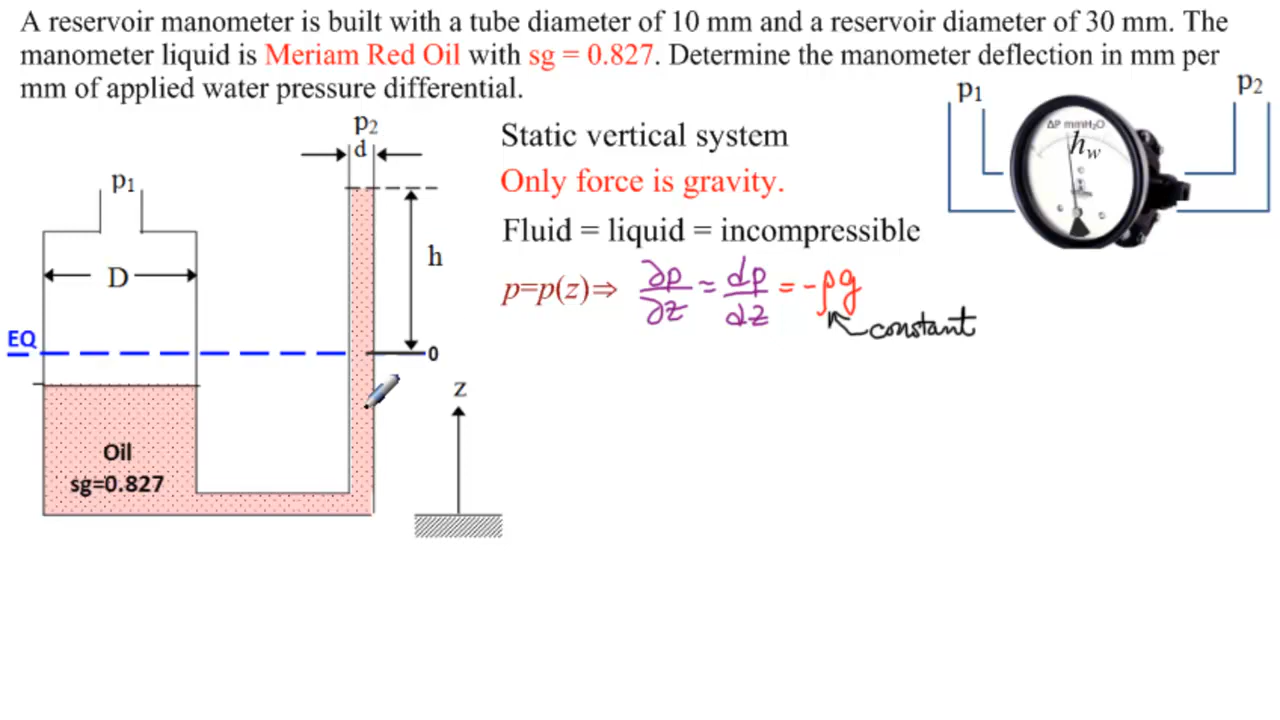 A reservoir manometer is built with a tube diameter of 10 mm and a reservoir diameter of 30 mm. The
manometer liquid is Meriam Red Oil with sg = 0.827. Determine the manometer deflection in mm per
mm of applied water pressure differential.
p1
p2
ΔP mmH2O
hw
p2
d
Static vertical system
p1
Only force is gravity.
Fluid = liquid = incompressible
h
D
p=p(z)⇒ ∂p/∂z = dp/dz = -ρg
constant
EQ
0
z
Oil
sg=0.827